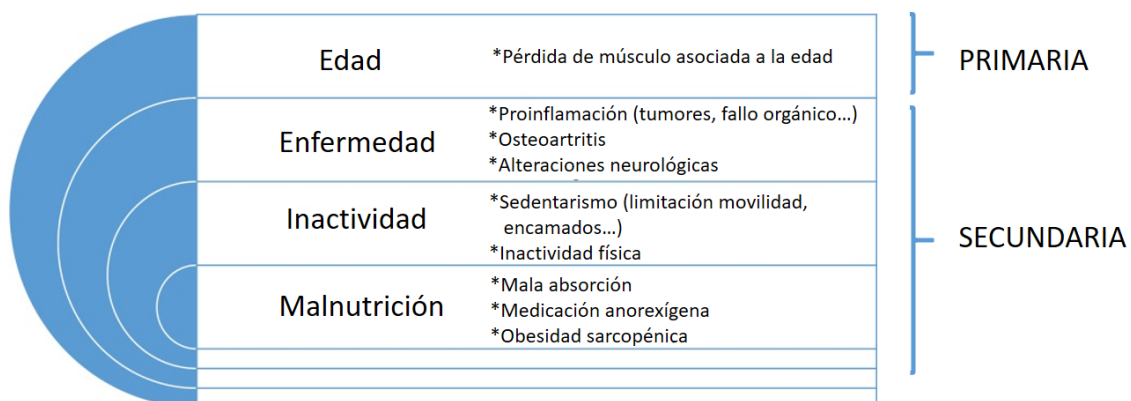 Edad
*Pérdida de músculo asociada a la edad
PRIMARIA
Enfermedad
*Proinflamación (tumores, fallo orgánico...)
*Osteoartritis
*Alteraciones neurológicas
Inactividad
*Sedentarismo (limitación movilidad,
encamados...)
*Inactividad física
SECUNDARIA
Malnutrición
*Mala absorción
*Medicación anorexígena
*Obesidad sarcopénica